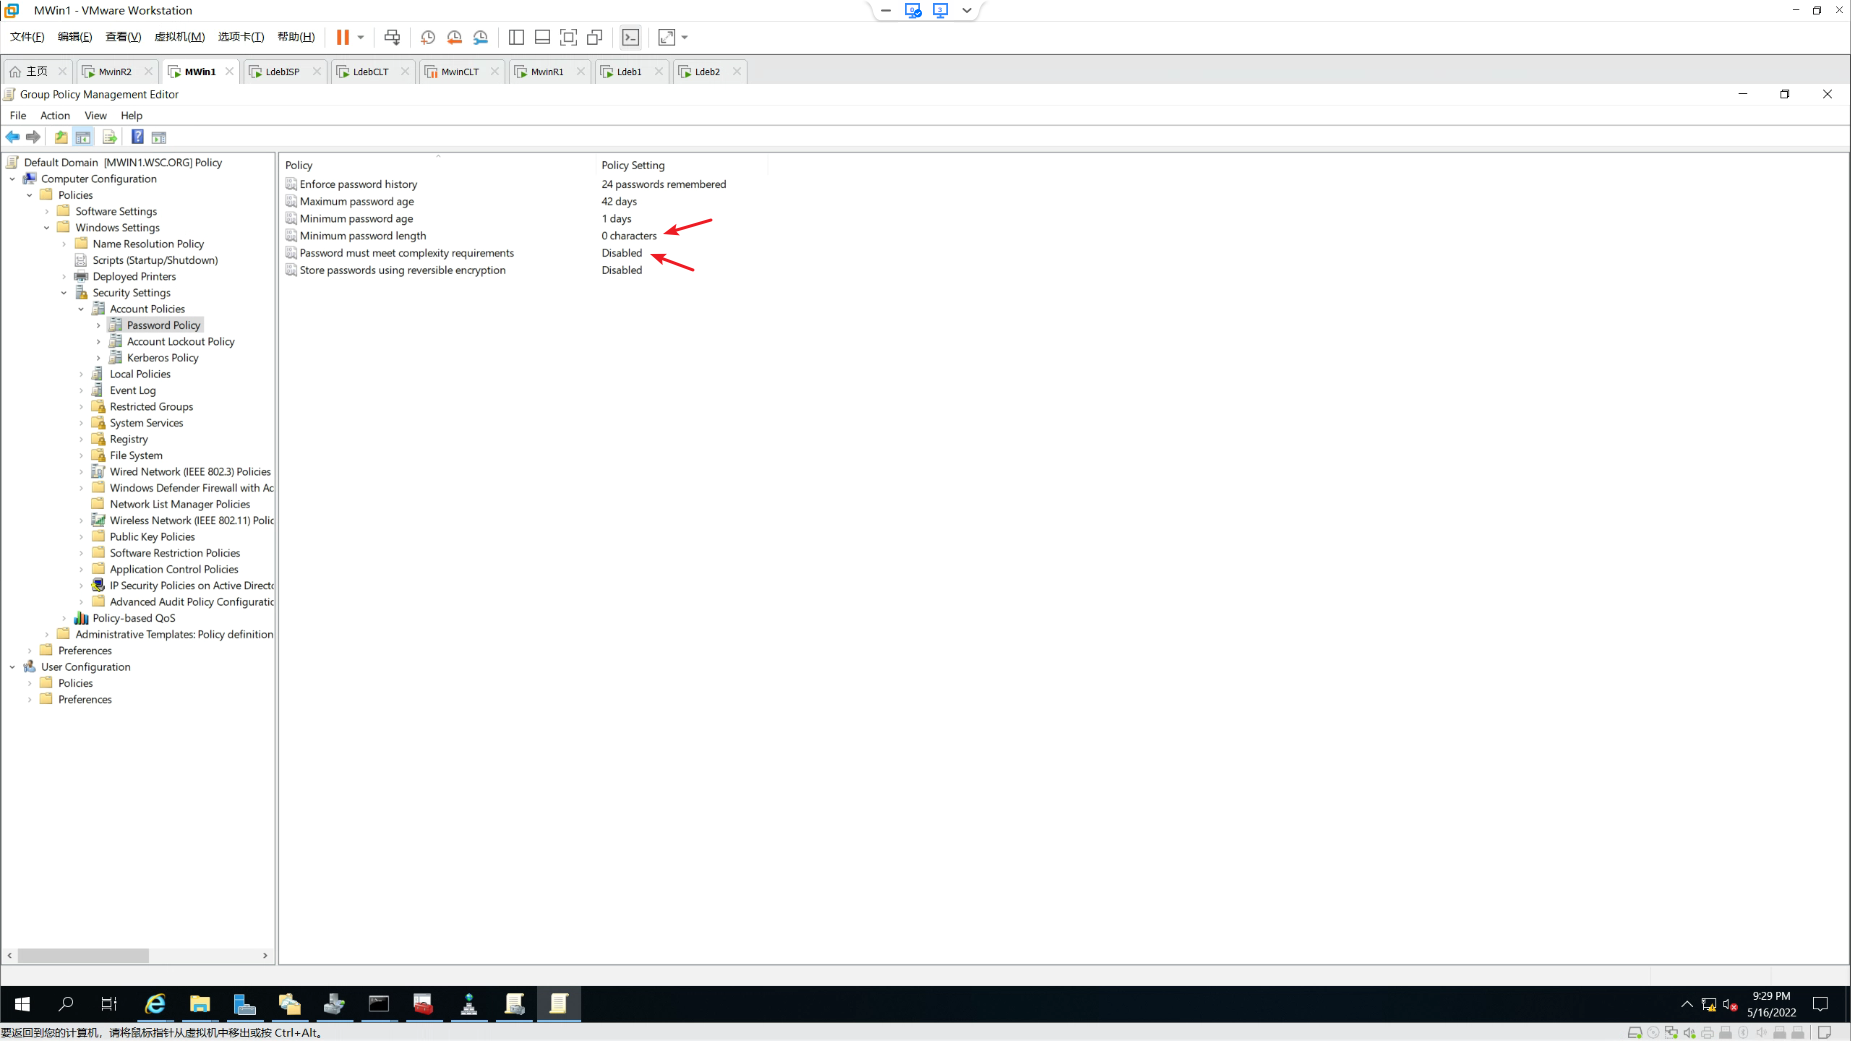 MWin1 - VMware Workstation
文件(F) 编辑(E) 查看(V) 虚拟机(M) 选项卡(T) 帮助(H)
主页 MwinR2 MWin1 LdebISP LdebCLT MwinCLT MwinR1 Ldeb1 Ldeb2
Group Policy Management Editor
File Action View Help
Default Domain [MWIN1.WSC.ORG] Policy
Computer Configuration
Policies
Software Settings
Windows Settings
Name Resolution Policy
Scripts (Startup/Shutdown)
Deployed Printers
Security Settings
Account Policies
Password Policy
Account Lockout Policy
Kerberos Policy
Local Policies
Event Log
Restricted Groups
System Services
Registry
File System
Wired Network (IEEE 802.3) Policies
Windows Defender Firewall with Ac
Network List Manager Policies
Wireless Network (IEEE 802.11) Polic
Public Key Policies
Software Restriction Policies
Application Control Policies
IP Security Policies on Active Directo
Advanced Audit Policy Configuratic
Policy-based QoS
Administrative Templates: Policy definition
Preferences
User Configuration
Policies
Preferences
Policy Policy Setting
Enforce password history 24 passwords remembered
Maximum password age 42 days
Minimum password age 1 days
Minimum password length 0 characters
Password must meet complexity requirements Disabled
Store passwords using reversible encryption Disabled
9:29 PM
5/16/2022
要返回到您的计算机，请将鼠标指针从虚拟机中移出或按 Ctrl+Alt。